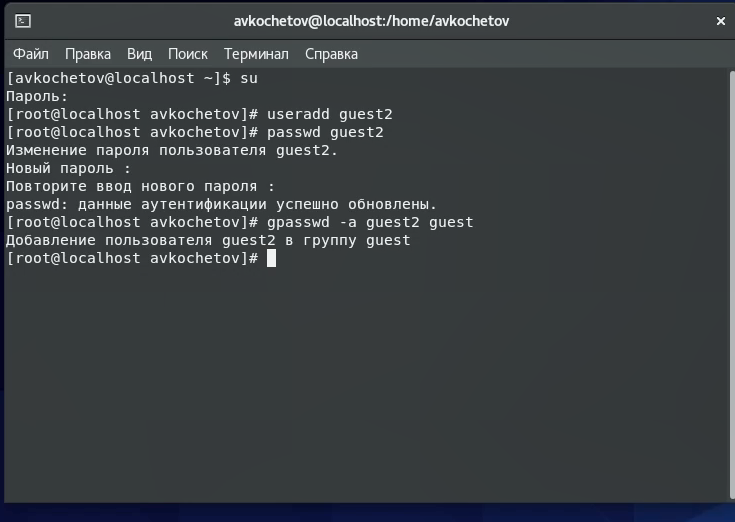 avkochetov@localhost:/home/avkochetov
Файл Правка Вид Поиск Терминал Справка
[avkochetov@localhost ~]$ su
Пароль:
[root@localhost avkochetov]# useradd guest2
[root@localhost avkochetov]# passwd guest2
Изменение пароля пользователя guest2.
Новый пароль :
Повторите ввод нового пароля :
passwd: данные аутентификации успешно обновлены.
[root@localhost avkochetov]# gpasswd -a guest2 guest
Добавление пользователя guest2 в группу guest
[root@localhost avkochetov]#